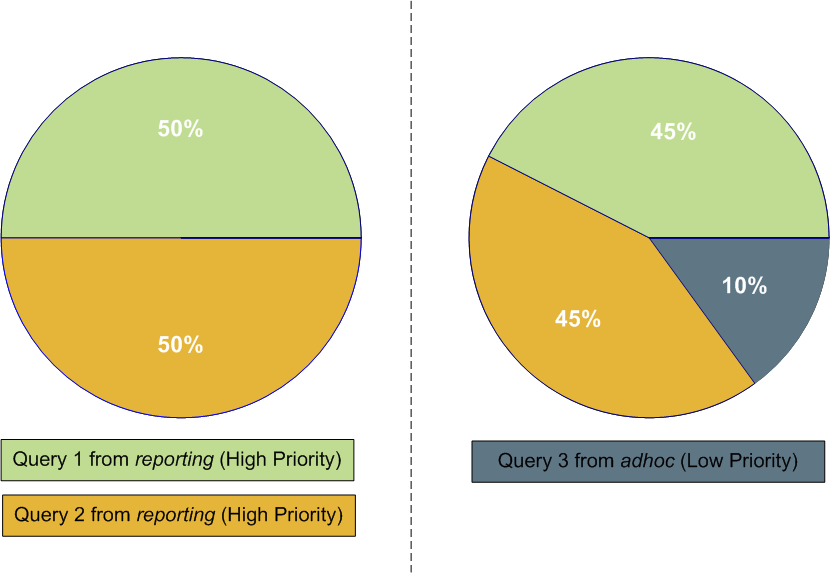 50%
50%
Query 1 from reporting (High Priority)
Query 2 from reporting (High Priority)
45%
45%
10%
Query 3 from adhoc (Low Priority)